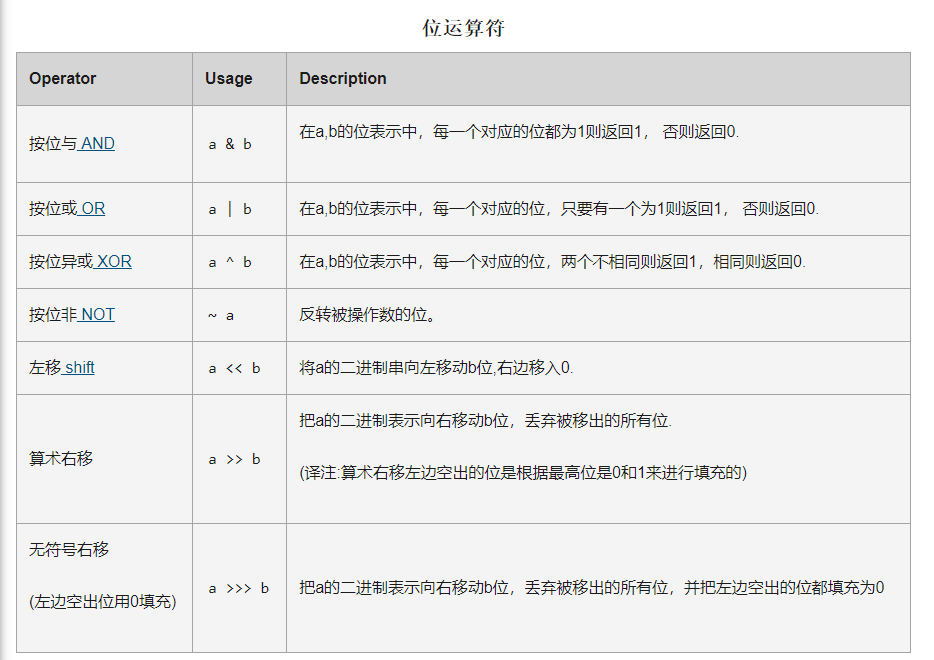 位运算符
Operator Usage Description
按位与 AND a & b 在a,b的位表示中，每一个对应的位都为1则返回1， 否则返回0.
按位或 OR a | b 在a,b的位表示中，每一个对应的位，只要有一个为1则返回1， 否则返回0.
按位异或 XOR a ^ b 在a,b的位表示中，每一个对应的位，两个不相同则返回1，相同则返回0.
按位非 NOT ~ a 反转被操作数的位。
左移 shift a << b 将a的二进制串向左移动b位,右边移入0.
算术右移 a >> b 把a的二进制表示向右移动b位，丢弃被移出的所有位.
(译注:算术右移左边空出的位是根据最高位是0和1来进行填充的)
无符号右移
(左边空出位用0填充) a >>> b 把a的二进制表示向右移动b位，丢弃被移出的所有位，并把左边空出的位都填充为0